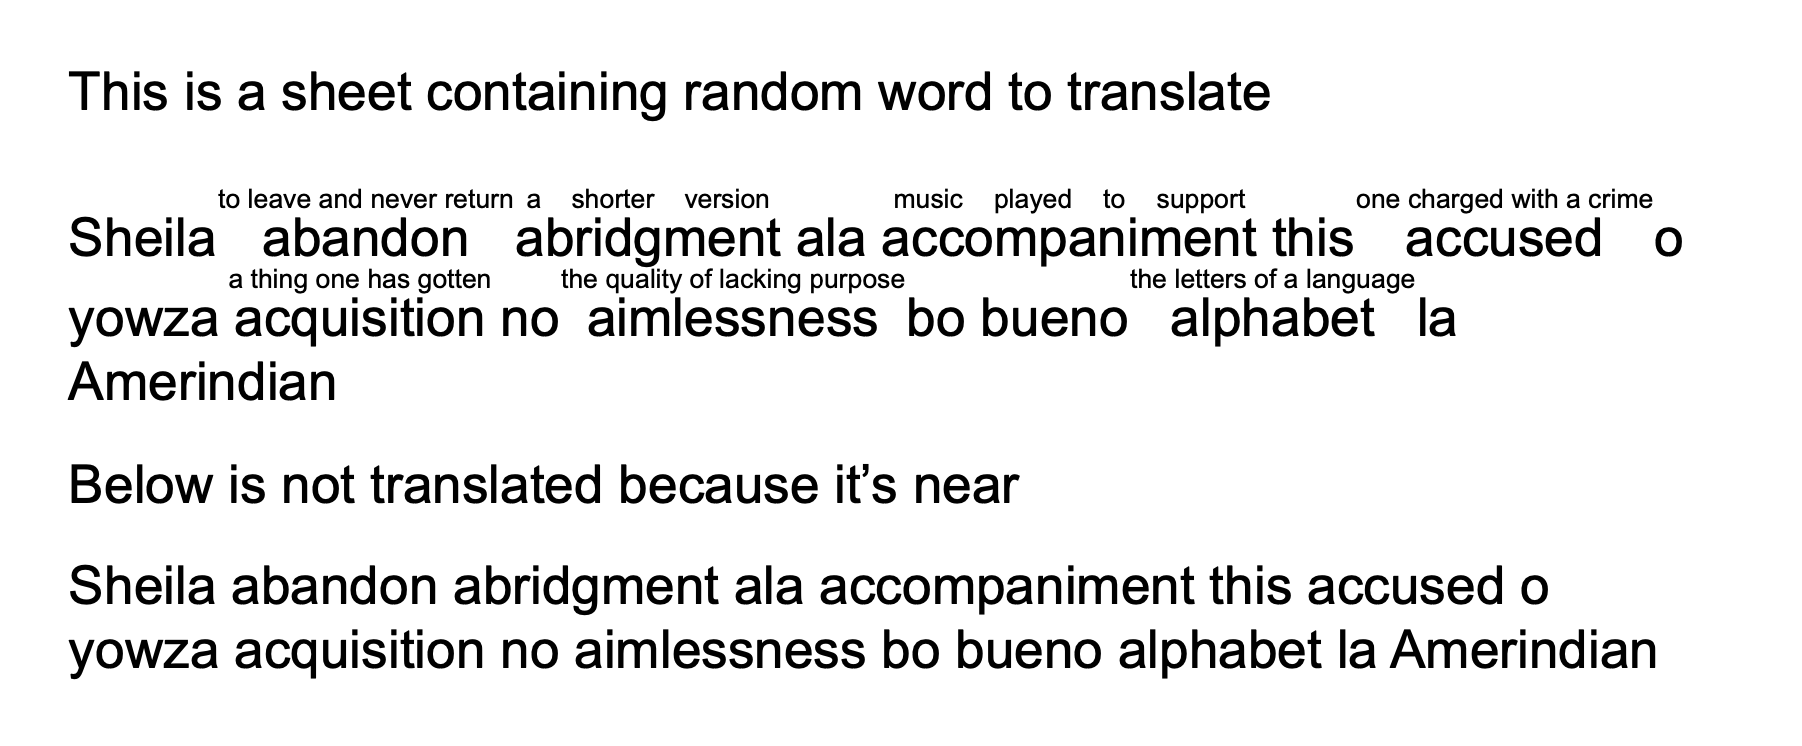 This is a sheet containing random word to translate
to leave and never return a shorter version music played to support one charged with a crime
Sheila abandon abridgment ala accompaniment this accused o
a thing one has gotten the quality of lacking purpose the letters of a language
yowza acquisition no aimlessness bo bueno alphabet la
Amerindian
Below is not translated because it’s near
Sheila abandon abridgment ala accompaniment this accused o
yowza acquisition no aimlessness bo bueno alphabet la Amerindian